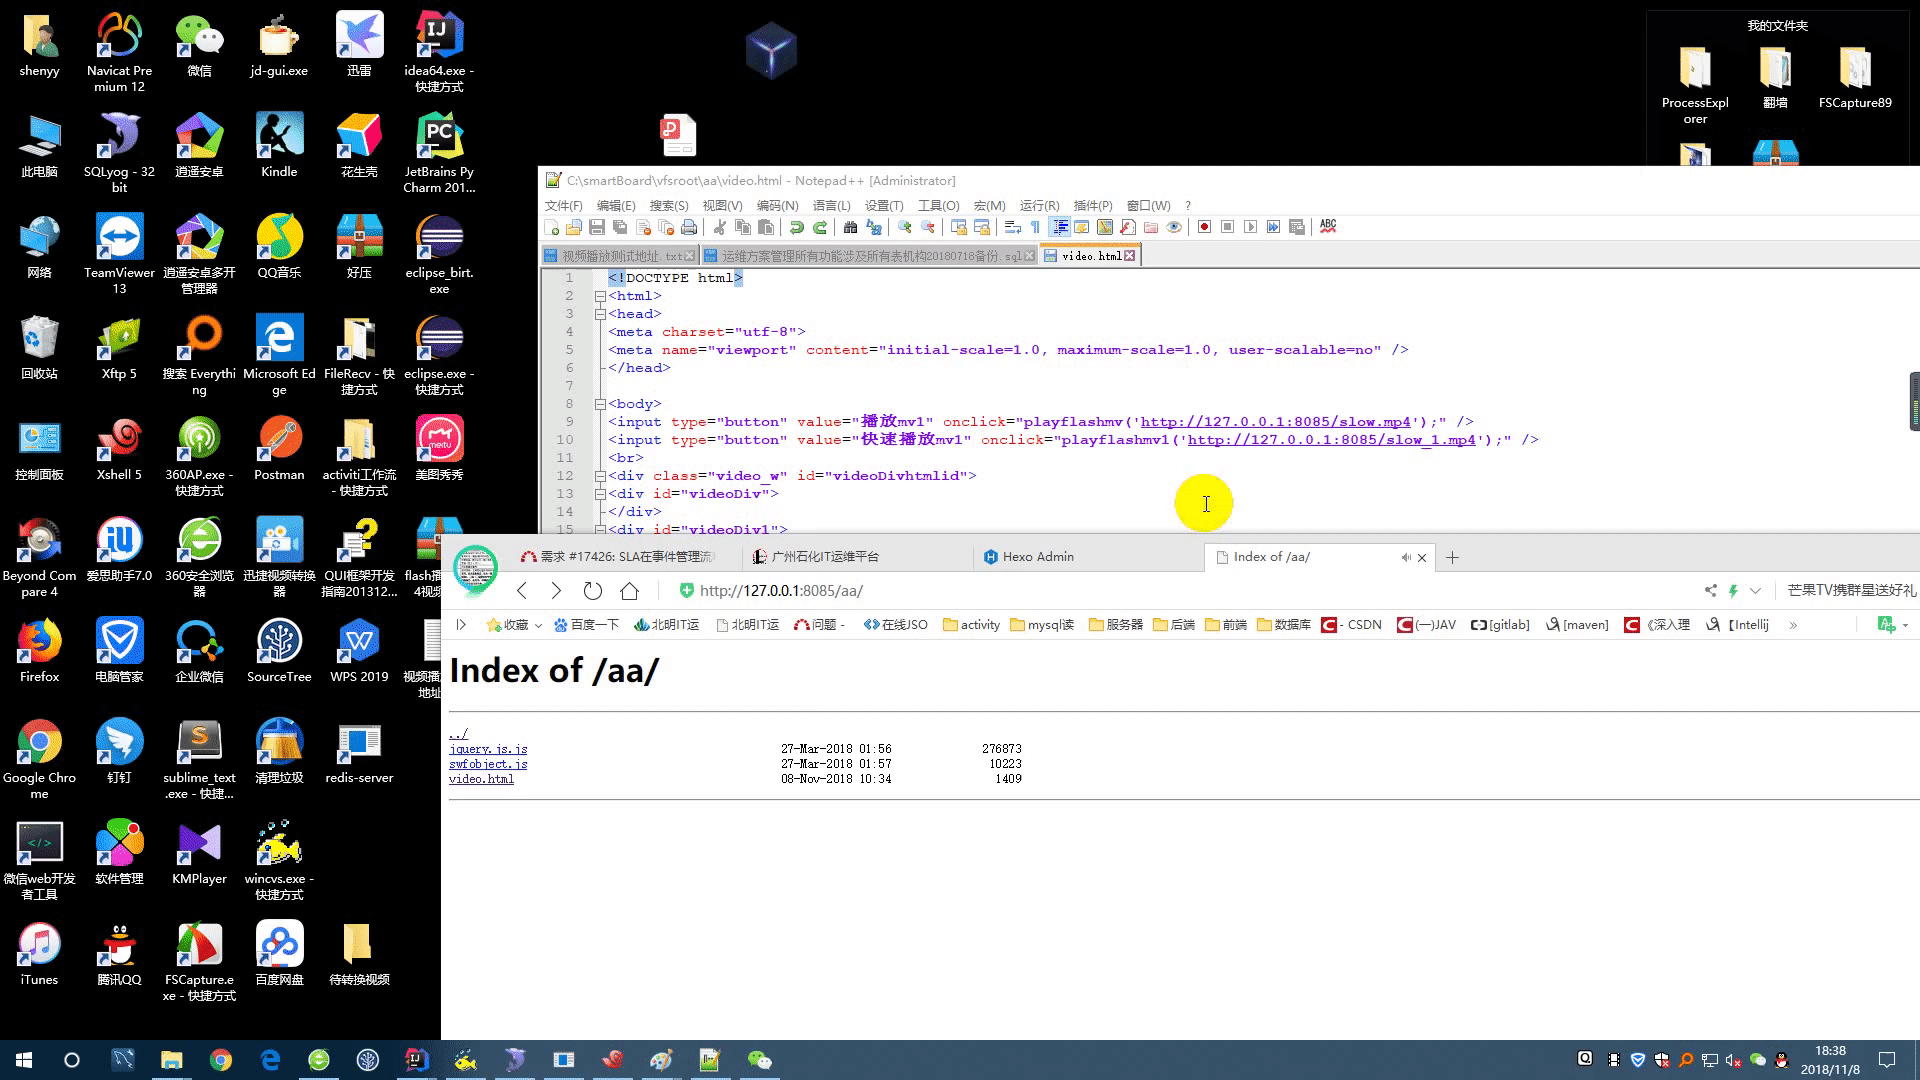 shenyy
Navicat Pre
mium 12
微信
jd-gui.exe
迅雷
idea64.exe -
快捷方式
此电脑
SQLyog - 32
bit
逍遥安卓
Kindle
花生壳
JetBrains Py
Charm 201...
网络
TeamViewer
13
逍遥安卓多开
管理器
QQ音乐
好压
eclipse_birt.
exe
回收站
Xftp 5
搜索 Everythi
ng
Microsoft Ed
ge
FileRecv - 快
捷方式
eclipse.exe -
快捷方式
控制面板
Xshell 5
360AP.exe -
快捷方式
Postman
activiti工作流
- 快捷方式
美图秀秀
Beyond Com
pare 4
爱思助手7.0
360安全浏览
器
迅捷视频转换
器
QUI框架开发
指南201312...
flash播
4视频
Firefox
电脑管家
企业微信
SourceTree
WPS 2019
视频播
地址
Google Chro
me
钉钉
sublime_text
.exe - 快捷...
清理垃圾
redis-server
微信web开发
者工具
软件管理
KMPlayer
wincvs.exe -
快捷方式
iTunes
腾讯QQ
FSCapture.e
xe - 快捷方式
百度网盘
待转换视频
我的文件夹
ProcessExpl
orer
翻墙
FSCapture89
C:\smartBoard\vfsroot\aa\video.html - Notepad++ [Administrator]
文件(F) 编辑(E) 搜索(S) 视图(V) 编码(N) 语言(L) 设置(T) 工具(O) 宏(M) 运行(R) 插件(P) 窗口(W) ?
ABC
视频播放测试地址.txt 运维方案管理所有功能涉及所有表机构20180718备份.sql video.html
1 <!DOCTYPE html>
2 <html>
3 <head>
4 <meta charset="utf-8">
5 <meta name="viewport" content="initial-scale=1.0, maximum-scale=1.0, user-scalable=no" />
6 </head>
7
8 <body>
9 <input type="button" value="播放mv1" onclick="playflashmv('http://127.0.0.1:8085/slow.mp4');" />
10 <input type="button" value="快速播放mv1" onclick="playflashmv1('http://127.0.0.1:8085/slow_1.mp4');" />
11 <br>
12 <div class="video_w" id="videoDivhtmlid">
13 <div id="videoDiv">
14 </div>
15 <div id="videoDiv1">
需求 #17426: SLA在事件管理流 广州石化IT运维平台 Hexo Admin Index of /aa/
http://127.0.0.1:8085/aa/ 芒果TV携群星送好礼
收藏 百度一下 北明IT运 北明IT运 问题 - 在线JSO activity mysql读 服务器 后端 前端 数据库 - CSDN (一)JAV [gitlab] [maven] 《深入理 【Intellij »
Index of /aa/
../
jquery.js.js 27-Mar-2018 01:56 276873
swfobject.js 27-Mar-2018 01:57 10223
video.html 08-Nov-2018 10:34 1409
18:38
2018/11/8